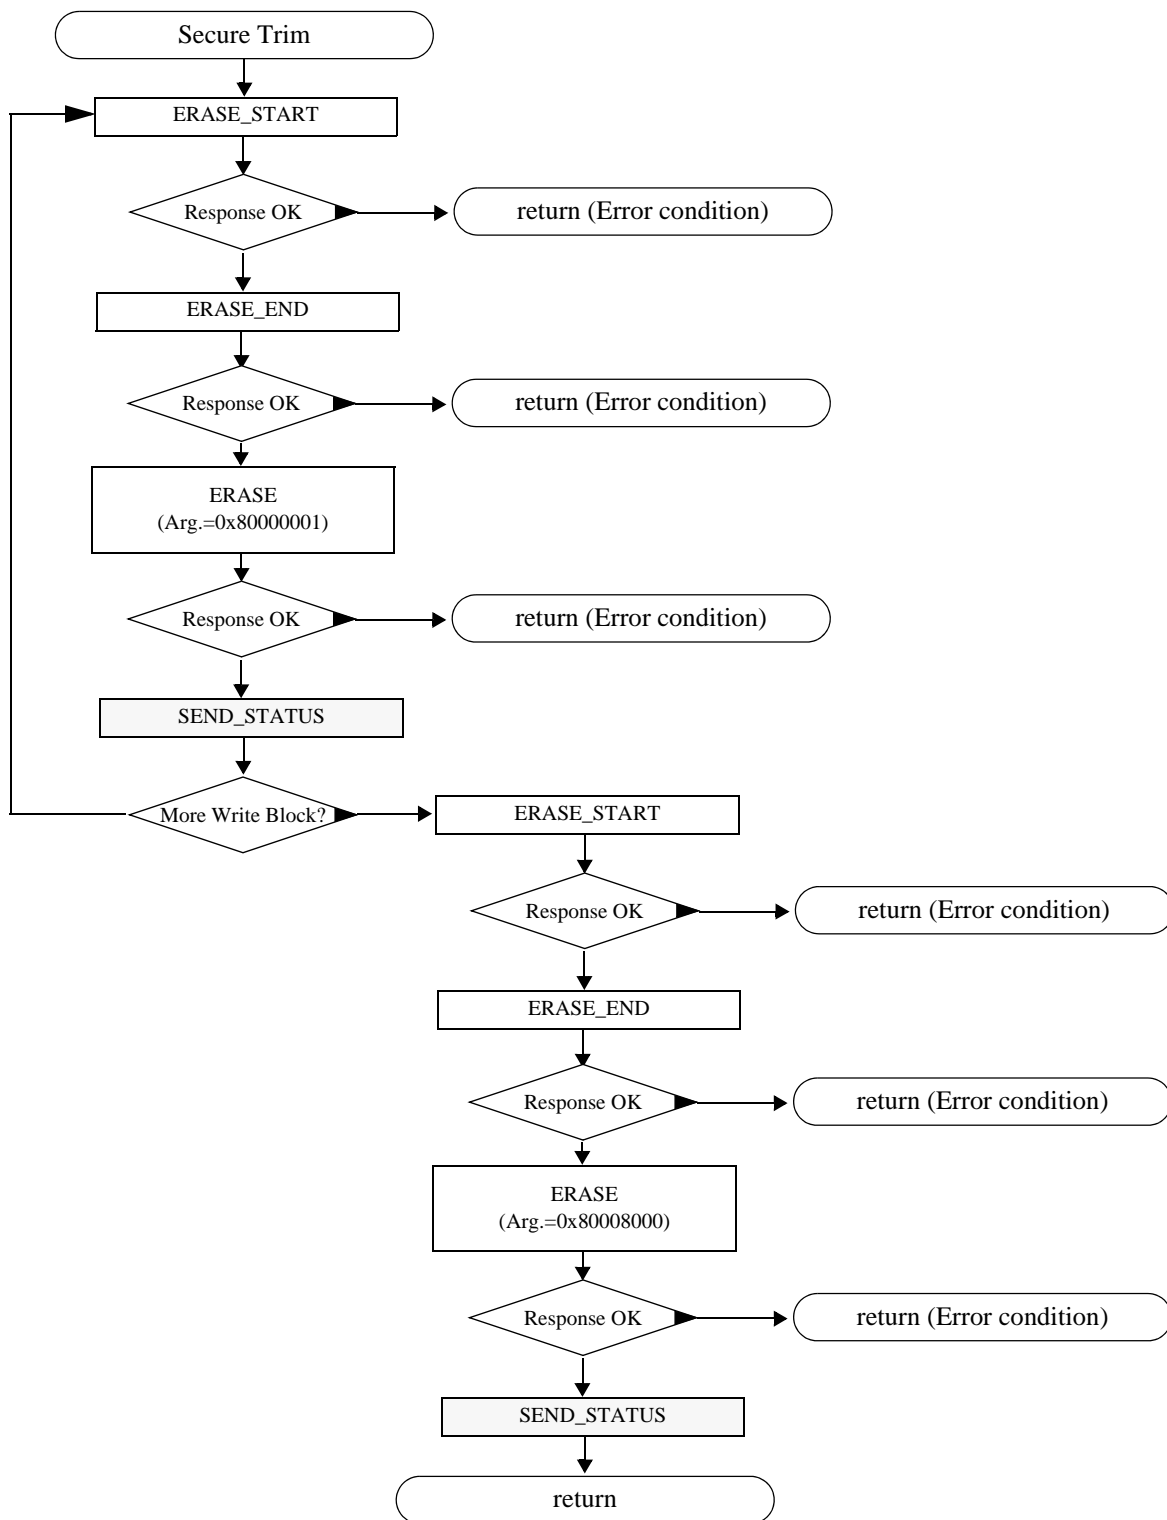 Secure Trim
ERASE_START
Response OK
return (Error condition)
ERASE_END
Response OK
return (Error condition)
ERASE
(Arg.=0x80000001)
Response OK
return (Error condition)
SEND_STATUS
More Write Block?
ERASE_START
Response OK
return (Error condition)
ERASE_END
Response OK
return (Error condition)
ERASE
(Arg.=0x80008000)
Response OK
return (Error condition)
SEND_STATUS
return